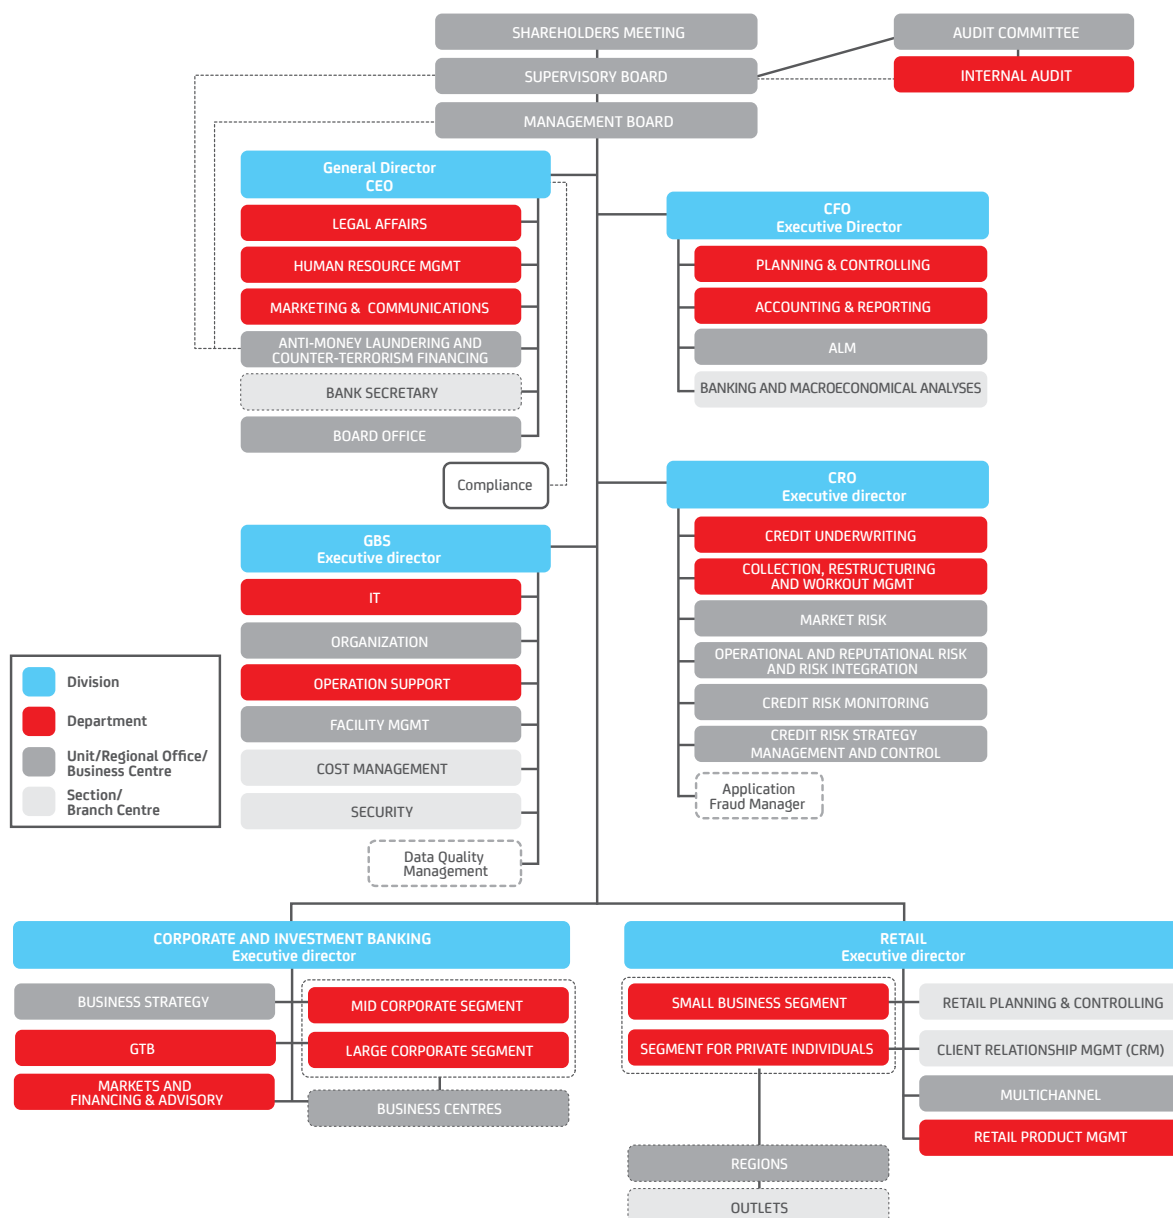 SHAREHOLDERS MEETING
SUPERVISORY BOARD
MANAGEMENT BOARD
AUDIT COMMITTEE
INTERNAL AUDIT
General Director
CEO
LEGAL AFFAIRS
HUMAN RESOURCE MGMT
MARKETING & COMMUNICATIONS
ANTI-MONEY LAUNDERING AND
COUNTER-TERRORISM FINANCING
BANK SECRETARY
BOARD OFFICE
Compliance
CFO
Executive Director
PLANNING & CONTROLLING
ACCOUNTING & REPORTING
ALM
BANKING AND MACROECONOMICAL ANALYSES
CRO
Executive director
CREDIT UNDERWRITING
COLLECTION, RESTRUCTURING
AND WORKOUT MGMT
MARKET RISK
OPERATIONAL AND REPUTATIONAL RISK
AND RISK INTEGRATION
CREDIT RISK MONITORING
CREDIT RISK STRATEGY
MANAGEMENT AND CONTROL
Application
Fraud Manager
GBS
Executive director
IT
ORGANIZATION
OPERATION SUPPORT
FACILITY MGMT
COST MANAGEMENT
SECURITY
Data Quality
Management
Division
Department
Unit/Regional Office/
Business Centre
Section/
Branch Centre
CORPORATE AND INVESTMENT BANKING
Executive director
BUSINESS STRATEGY
GTB
MARKETS AND
FINANCING & ADVISORY
MID CORPORATE SEGMENT
LARGE CORPORATE SEGMENT
BUSINESS CENTRES
RETAIL
Executive director
SMALL BUSINESS SEGMENT
SEGMENT FOR PRIVATE INDIVIDUALS
REGIONS
OUTLETS
RETAIL PLANNING & CONTROLLING
CLIENT RELATIONSHIP MGMT (CRM)
MULTICHANNEL
RETAIL PRODUCT MGMT